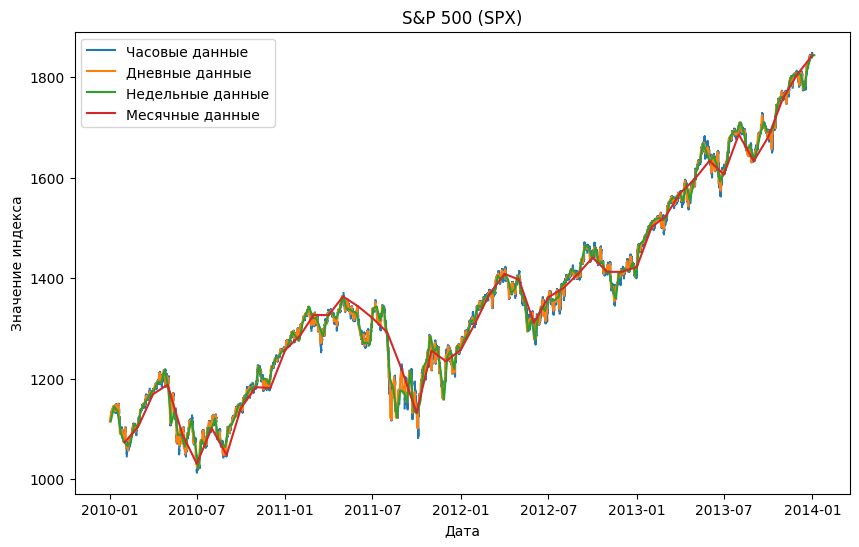 S&P 500 (SPX)
Часовые данные
Дневные данные
Недельные данные
Месячные данные
Значение индекса
1800
1600
1400
1200
1000
2010-01 2010-07 2011-01 2011-07 2012-01 2012-07 2013-01 2013-07 2014-01
Дата